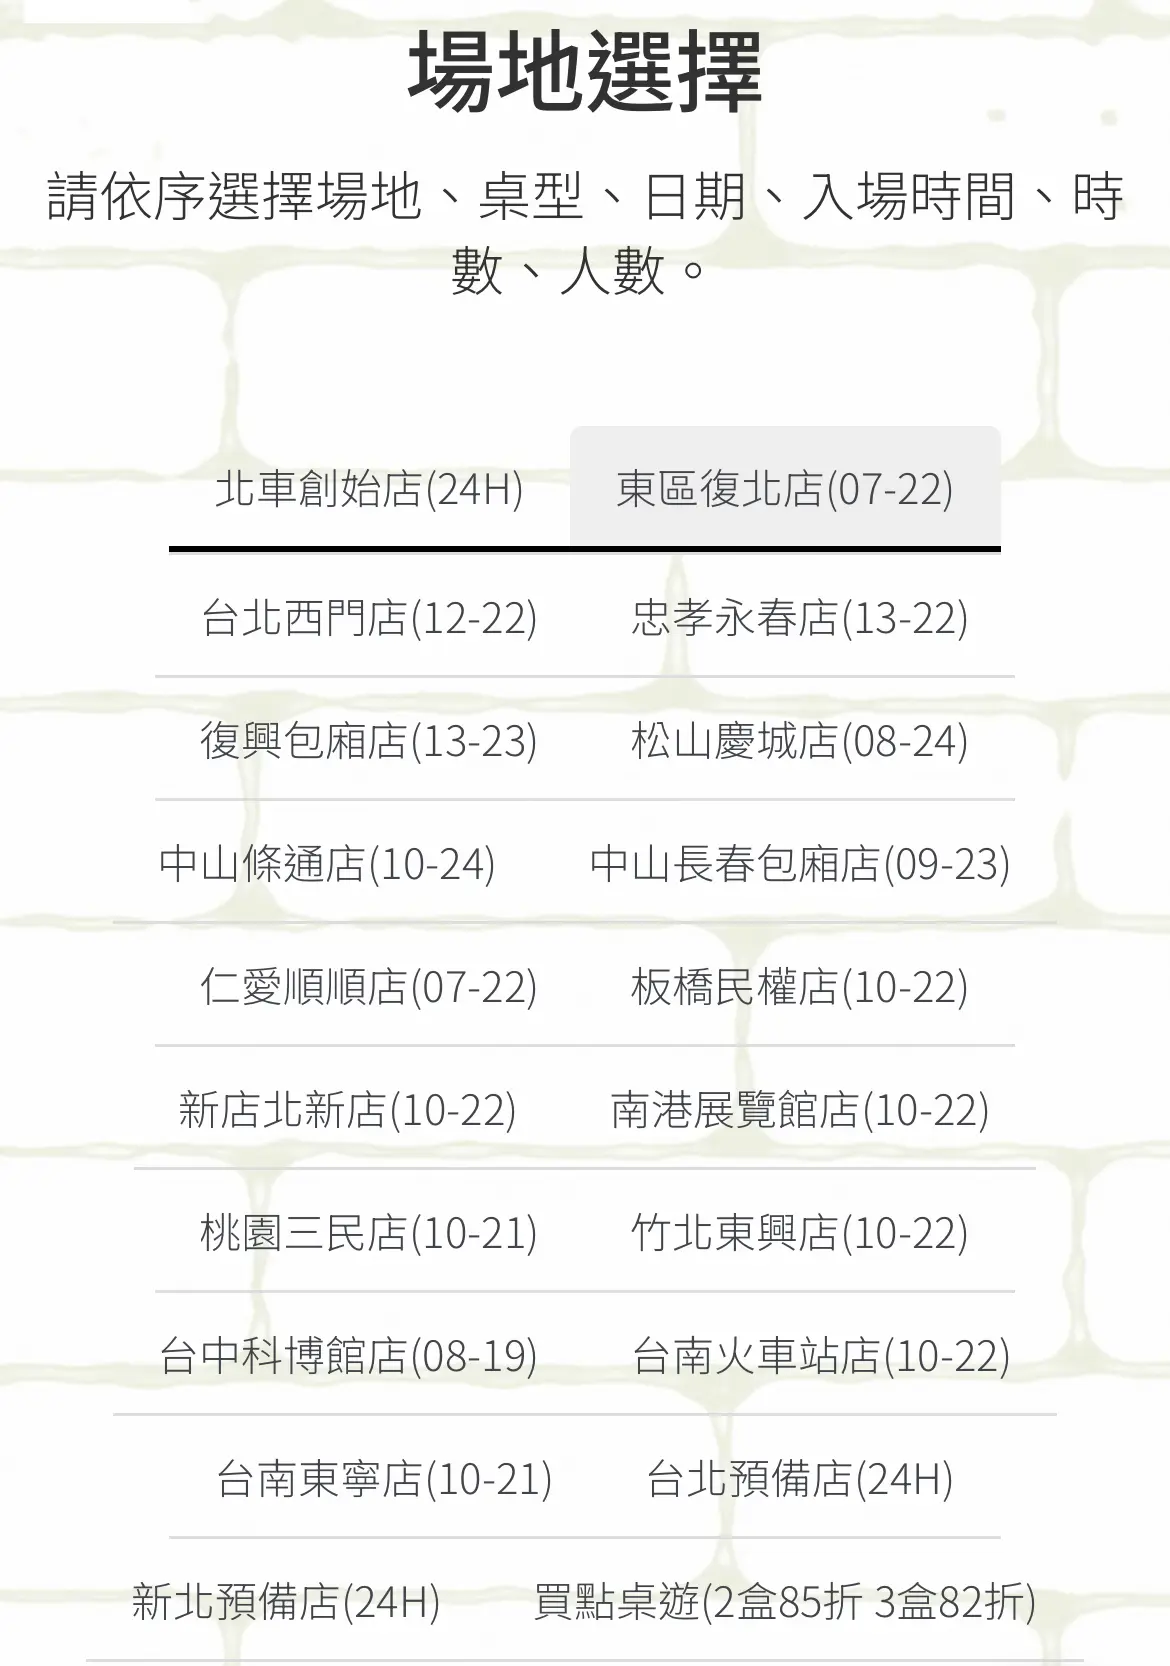 場地選擇
請依序選擇場地、桌型、日期、入場時間、時
數、人數。
北車創始店(24H) 東區復北店(07-22)
台北西門店(12-22) 忠孝永春店(13-22)
復興包廂店(13-23) 松山慶城店(08-24)
中山條通店(10-24) 中山長春包廂店(09-23)
仁愛順順店(07-22) 板橋民權店(10-22)
新店北新店(10-22) 南港展覽館店(10-22)
桃園三民店(10-21) 竹北東興店(10-22)
台中科博館店(08-19) 台南火車站店(10-22)
台南東寧店(10-21) 台北預備店(24H)
新北預備店(24H) 買點桌遊(2盒85折 3盒82折)